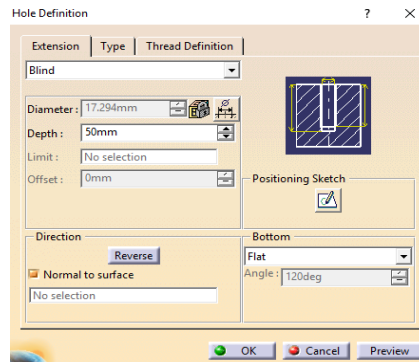 Hole Definition ? ×
Extension Type Thread Definition
Blind
Diameter : 17.294mm
Depth : 50mm
Limit : No selection
Offset : 0mm
Positioning Sketch
Direction
Reverse
Normal to surface
No selection
Bottom
Flat
Angle : 120deg
OK Cancel Preview